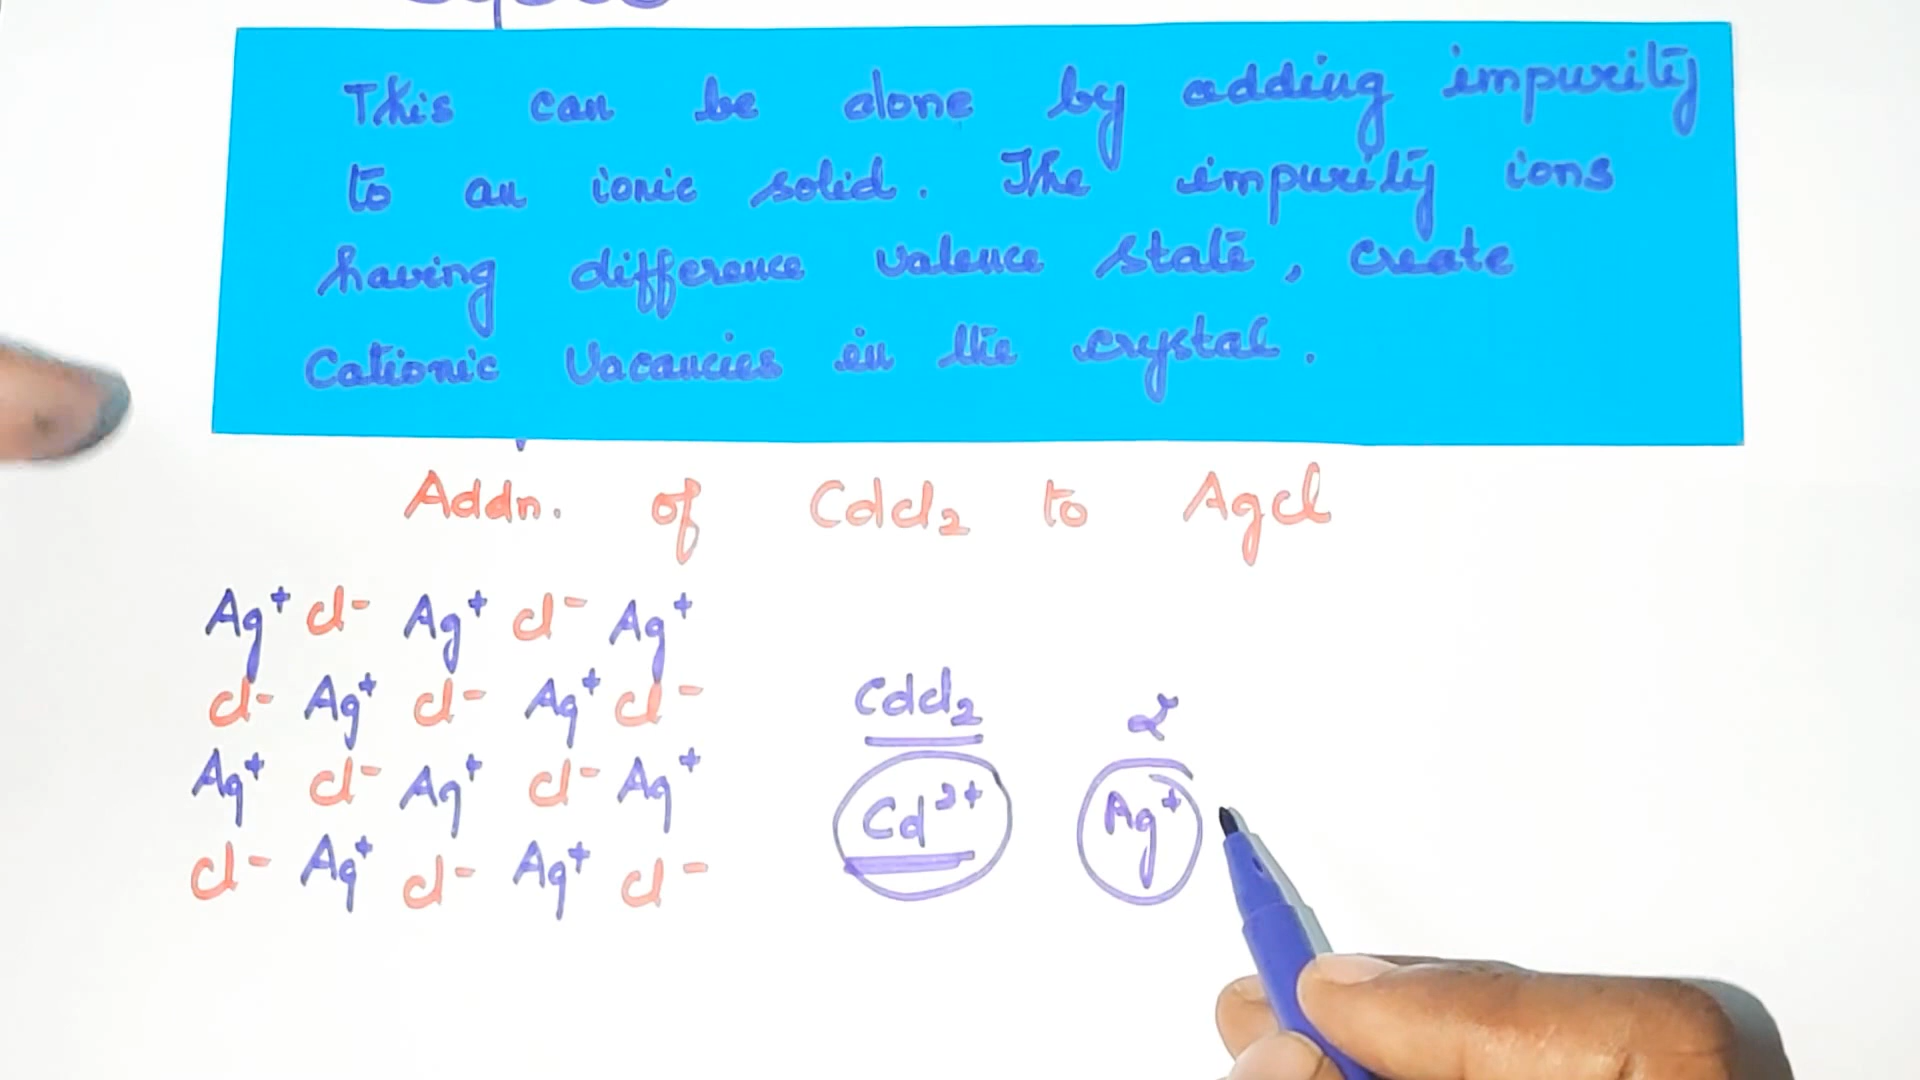 This can be done by adding impurity
to an ionic solid. The impurity ions
having difference valence state, create
Cationic Vacancies in the crystal.
Addn. of CdCl2 to AgCl
Ag+ Cl- Ag+ Cl- Ag+
Cl- Ag+ Cl- Ag+ Cl-
Ag+ Cl- Ag+ Cl- Ag+
Cl- Ag+ Cl- Ag+ Cl-
CdCl2 2
Cd2+ Ag+